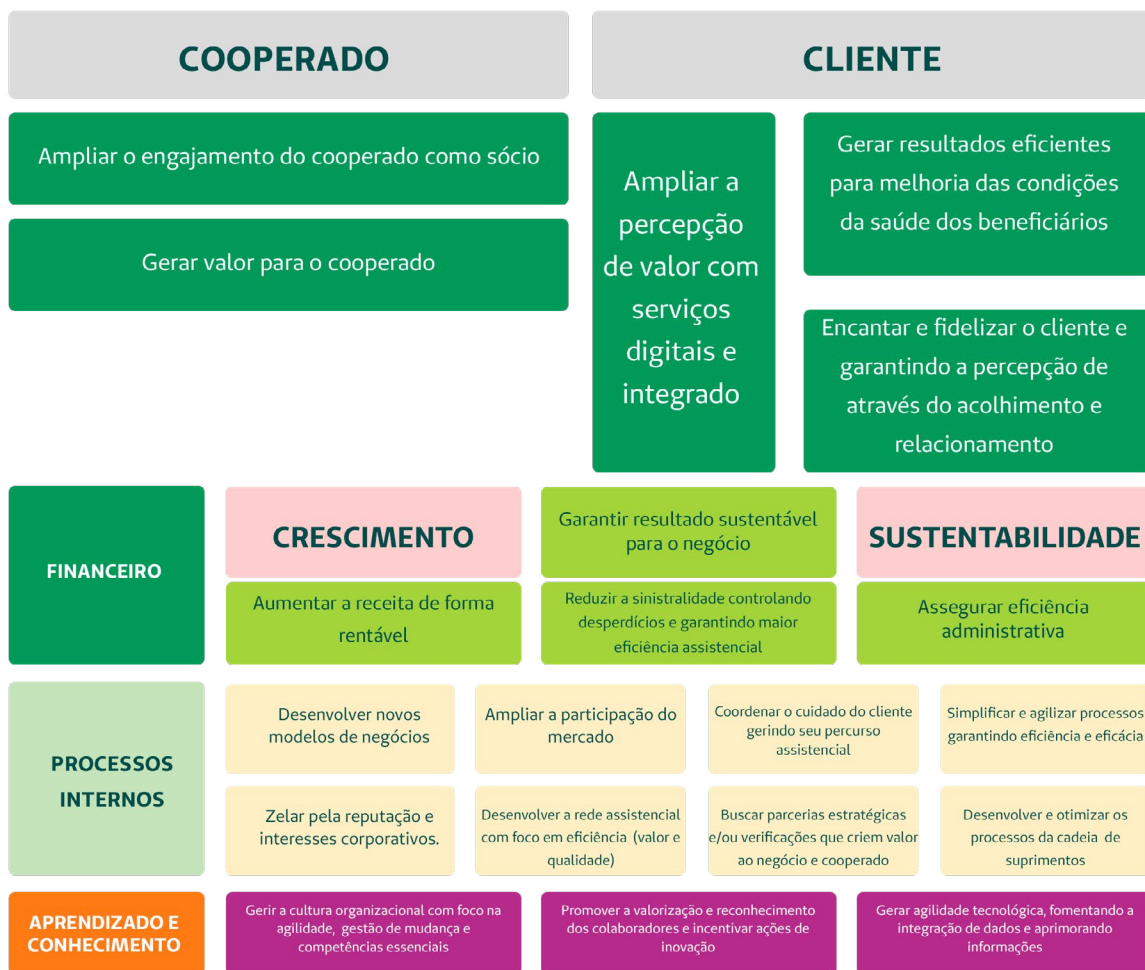 COOPERADO
CLIENTE
Ampliar o engajamento do cooperado como sócio
Gerar valor para o cooperado
Ampliar a
percepção
de valor com
serviços
digitais e
integrado
Gerar resultados eficientes
para melhoria das condições
da saúde dos beneficiários
Encantar e fidelizar o cliente e
garantindo a percepção de
através do acolhimento e
relacionamento
FINANCEIRO
CRESCIMENTO
Garantir resultado sustentável
para o negócio
SUSTENTABILIDADE
Aumentar a receita de forma
rentável
Reduzir a sinistralidade controlando
desperdícios e garantindo maior
eficiência assistencial
Assegurar eficiência
administrativa
PROCESSOS
INTERNOS
Desenvolver novos
modelos de negócios
Ampliar a participação do
mercado
Coordenar o cuidado do cliente
gerindo seu percurso
assistencial
Simplificar e agilizar processos
garantindo eficiência e eficácia
Zelar pela reputação e
interesses corporativos.
Desenvolver a rede assistencial
com foco em eficiência (valor e
qualidade)
Buscar parcerias estratégicas
e/ou verificações que criem valor
ao negócio e cooperado
Desenvolver e otimizar os
processos da cadeia de
suprimentos
APRENDIZADO E
CONHECIMENTO
Gerir a cultura organizacional com foco na
agilidade, gestão de mudança e
competências essenciais
Promover a valorização e reconhecimento
dos colaboradores e incentivar ações de
inovação
Gerar agilidade tecnológica, fomentando a
integração de dados e aprimorando
informações